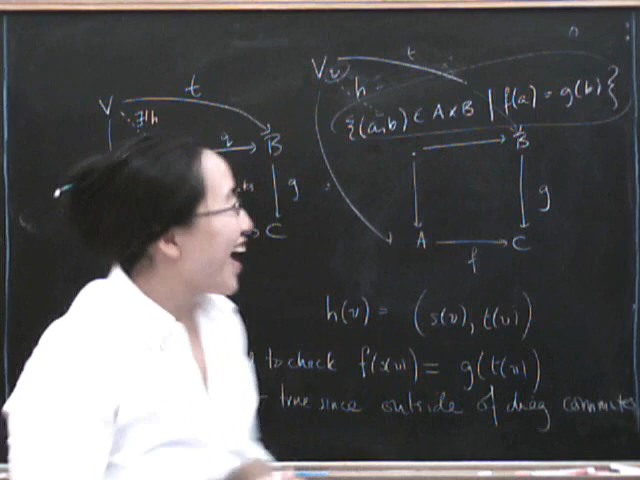 V t
∃!h
q B
g
C
V(v) t
h
{(a,b) ∈ A×B | f(a) = g(b)}
B
g
A C
f
h(v) = (s(v), t(v))
to check f(s(v)) = g(t(v))
- true since outside of diag commutes